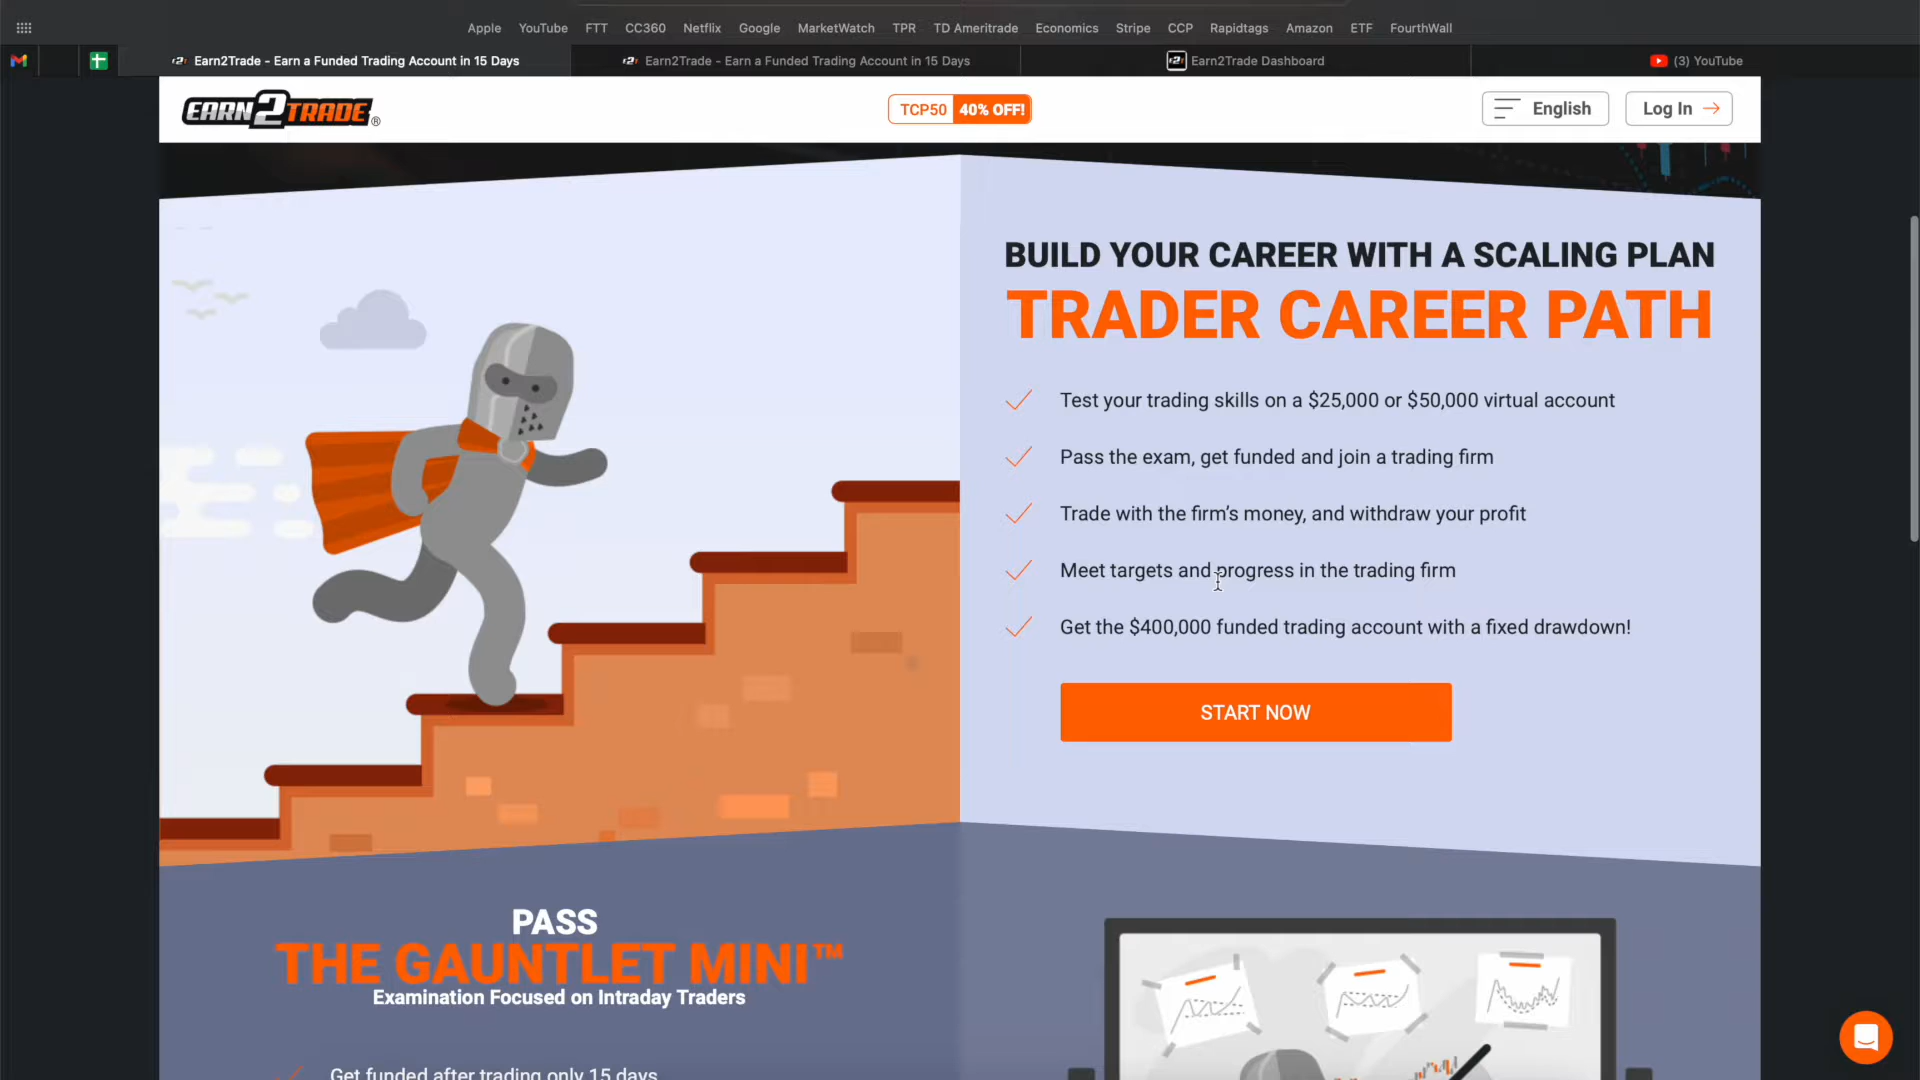 Apple YouTube FTT CC360 Netflix Google MarketWatch TPR TD Ameritrade Economics Stripe CCP Rapidtags Amazon ETF FourthWall
Earn2Trade - Earn a Funded Trading Account in 15 Days
Earn2Trade - Earn a Funded Trading Account in 15 Days
Earn2Trade Dashboard
(3) YouTube
EARN2TRADE®
TCP50 40% OFF!
English
Log In
BUILD YOUR CAREER WITH A SCALING PLAN
TRADER CAREER PATH
Test your trading skills on a $25,000 or $50,000 virtual account
Pass the exam, get funded and join a trading firm
Trade with the firm's money, and withdraw your profit
Meet targets and progress in the trading firm
Get the $400,000 funded trading account with a fixed drawdown!
START NOW
PASS
THE GAUNTLET MINI™
Examination Focused on Intraday Traders
Get funded after trading only 15 days